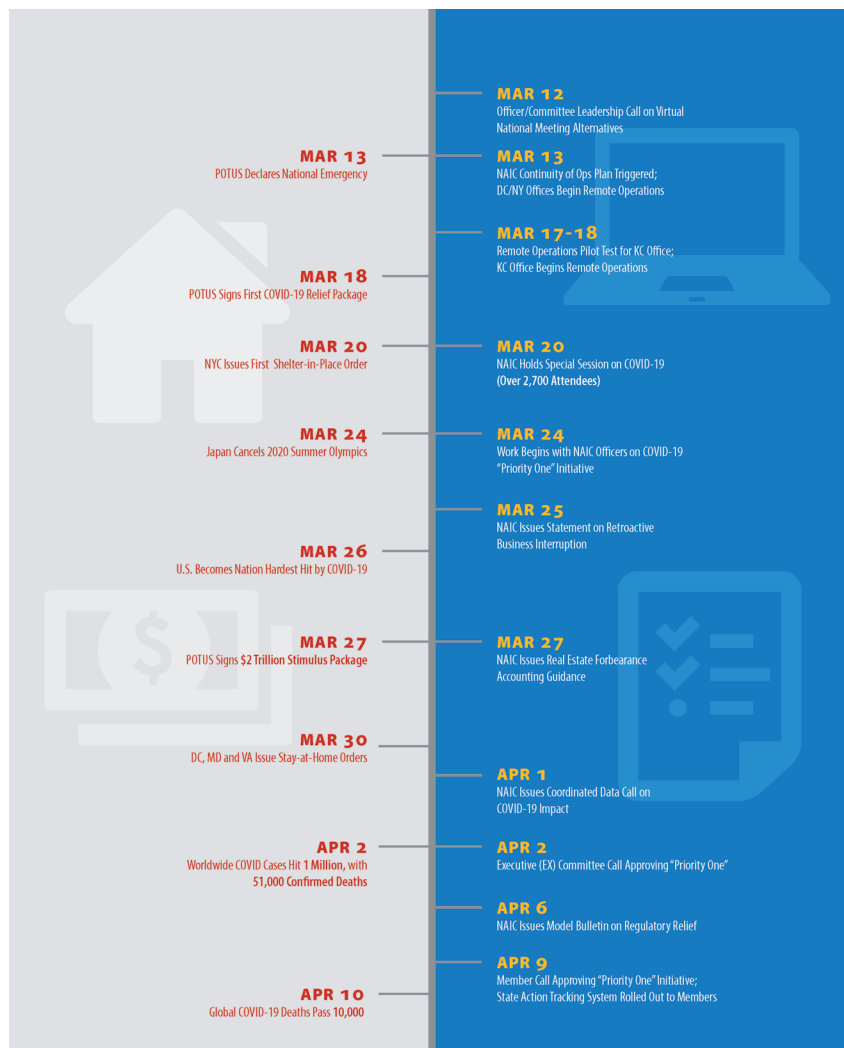 MAR 12
Officer/Committee Leadership Call on Virtual
National Meeting Alternatives
MAR 13
POTUS Declares National Emergency
MAR 13
NAIC Continuity of Ops Plan Triggered;
DC/NY Offices Begin Remote Operations
MAR 17-18
Remote Operations Pilot Test for KC Office;
KC Office Begins Remote Operations
MAR 18
POTUS Signs First COVID-19 Relief Package
MAR 20
NYC Issues First Shelter-in-Place Order
MAR 20
NAIC Holds Special Session on COVID-19
(Over 2,700 Attendees)
MAR 24
Japan Cancels 2020 Summer Olympics
MAR 24
Work Begins with NAIC Officers on COVID-19
“Priority One” Initiative
MAR 25
NAIC Issues Statement on Retroactive
Business Interruption
MAR 26
U.S. Becomes Nation Hardest Hit by COVID-19
MAR 27
POTUS Signs $2 Trillion Stimulus Package
MAR 27
NAIC Issues Real Estate Forbearance
Accounting Guidance
$
MAR 30
DC, MD and VA Issue Stay-at-Home Orders
APR 1
NAIC Issues Coordinated Data Call on
COVID-19 Impact
APR 2
Worldwide COVID Cases Hit 1 Million, with
51,000 Confirmed Deaths
APR 2
Executive (EX) Committee Call Approving “Priority One”
APR 6
NAIC Issues Model Bulletin on Regulatory Relief
APR 9
Member Call Approving “Priority One” Initiative;
State Action Tracking System Rolled Out to Members
APR 10
Global COVID-19 Deaths Pass 10,000